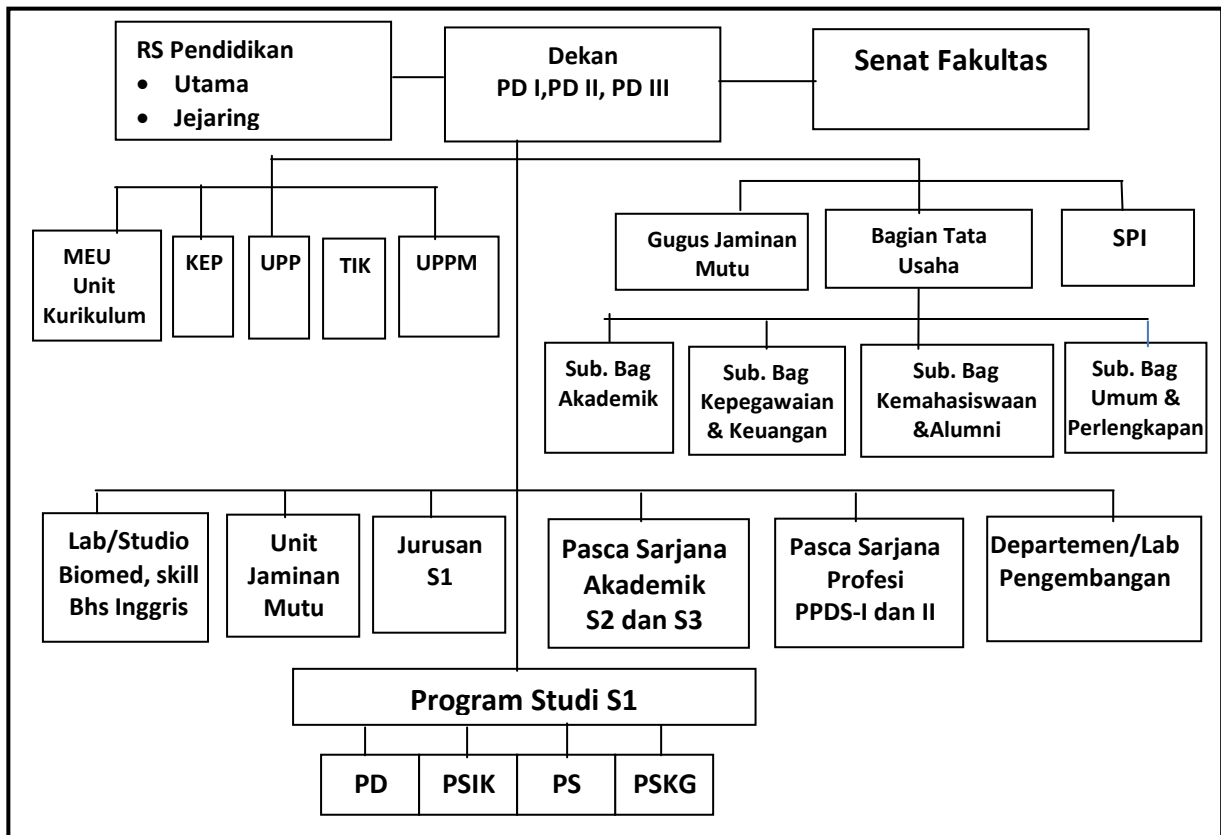 RS Pendidikan
• Utama
• Jejaring
Dekan
PD I,PD II, PD III
Senat Fakultas
MEU
Unit
Kurikulum
KEP
UPP
TIK
UPPM
Gugus Jaminan
Mutu
Bagian Tata
Usaha
SPI
Sub. Bag
Akademik
Sub. Bag
Kepegawaian
& Keuangan
Sub. Bag
Kemahasiswaan
&Alumni
Sub. Bag
Umum &
Perlengkapan
Lab/Studio
Biomed, skill
Bhs Inggris
Unit
Jaminan
Mutu
Jurusan
S1
Pasca Sarjana
Akademik
S2 dan S3
Pasca Sarjana
Profesi
PPDS-I dan II
Departemen/Lab
Pengembangan
Program Studi S1
PD
PSIK
PS
PSKG